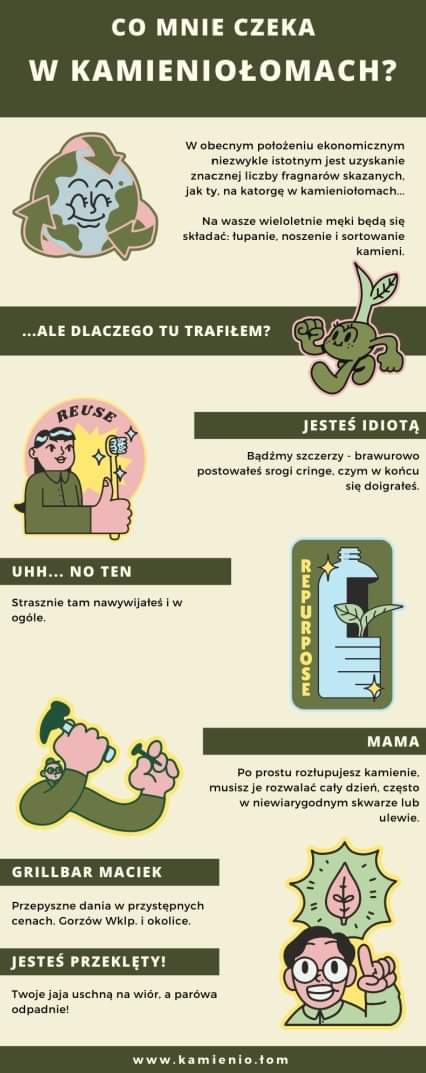 CO MNIE CZEKA
W KAMIENIOŁOMACH?
W obecnym położeniu ekonomicznym
niezwykle istotnym jest uzyskanie
znacznej liczby fragnarów skazanych,
jak ty, na katorgę w kamieniołomach...
Na wasze wieloletnie męki będą się
składać: łupanie, noszenie i sortowanie
kamieni.
...ALE DLACZEGO TU TRAFIŁEM?
REUSE
JESTEŚ IDIOTĄ
Bądźmy szczerzy - brawurowo
postowałeś srogi cringe, czym w końcu
się doigrałeś.
UHH... NO TEN
Strasznie tam nawywijałeś i w
ogóle.
REPURPOSE
MAMA
Po prostu rozłupujesz kamienie,
musisz je rozwalać cały dzień, często
w niewiarygodnym skwarze lub
ulewie.
GRILLBAR MACIEK
Przepyszne dania w przystępnych
cenach. Gorzów Wklp. i okolice.
JESTEŚ PRZEKLĘTY!
Twoje jaja uschną na wiór, a parówa
odpadnie!
www.kamienio.łom